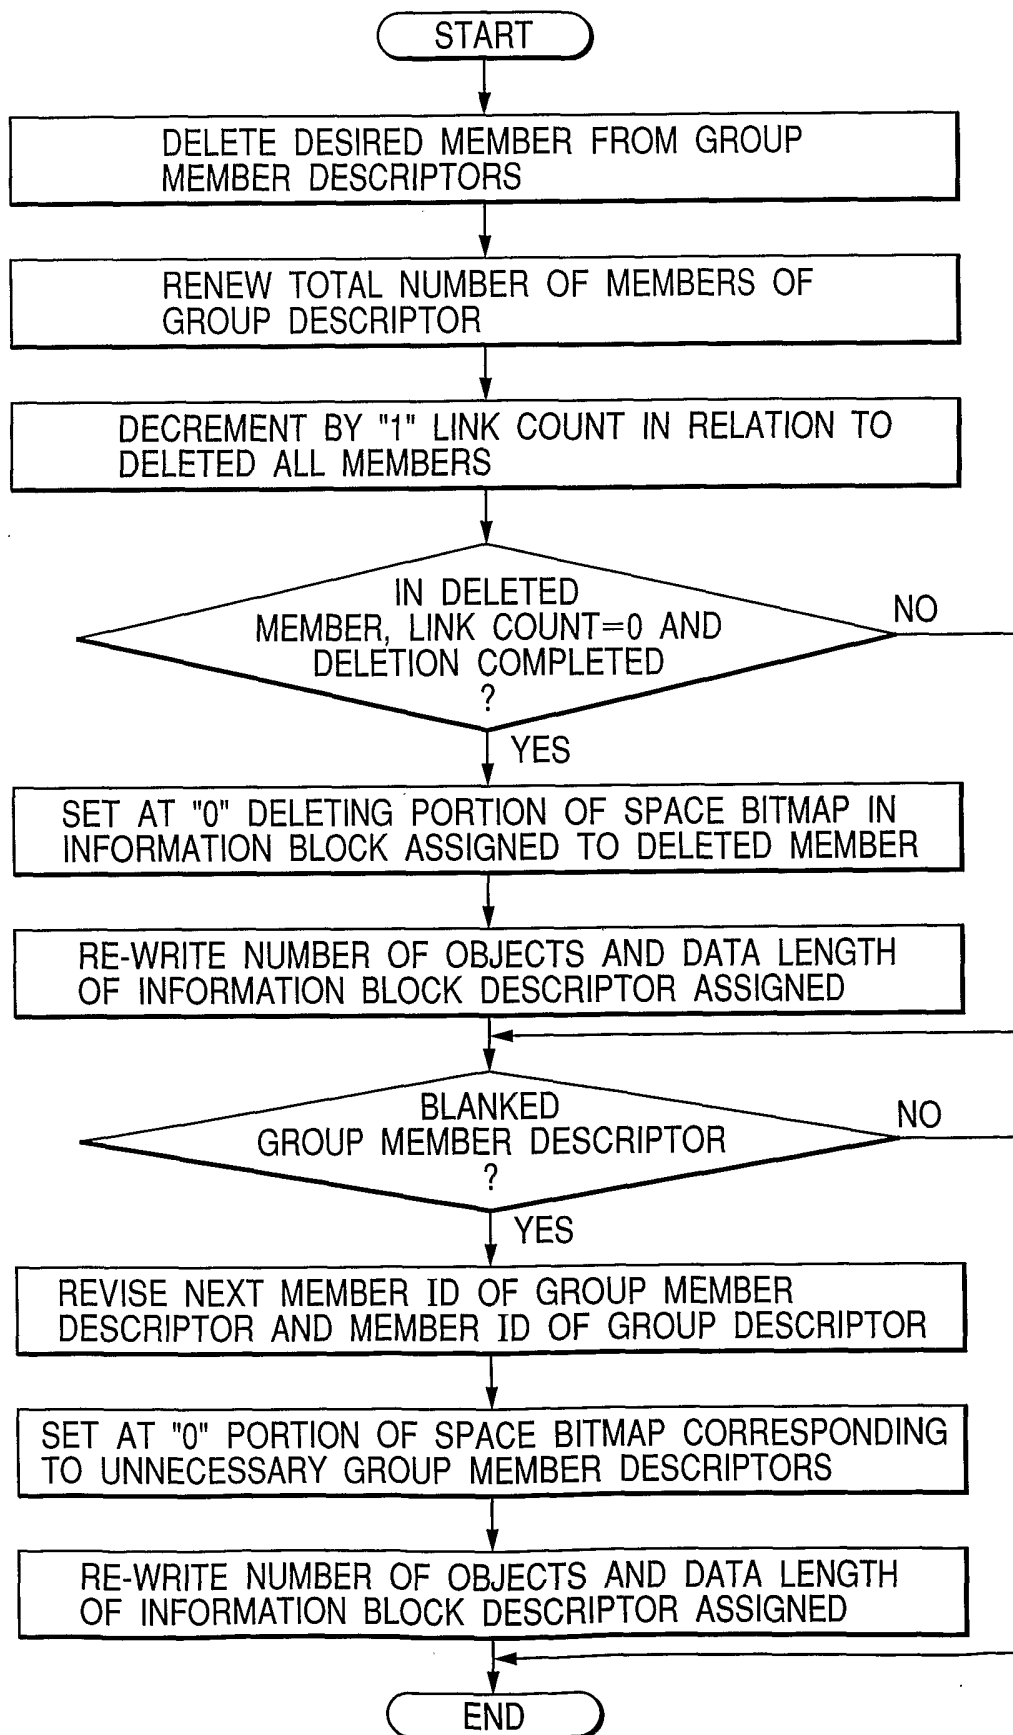 START
DELETE DESIRED MEMBER FROM GROUP
MEMBER DESCRIPTORS
RENEW TOTAL NUMBER OF MEMBERS OF
GROUP DESCRIPTOR
DECREMENT BY "1" LINK COUNT IN RELATION TO
DELETED ALL MEMBERS
IN DELETED
MEMBER, LINK COUNT=0 AND
DELETION COMPLETED
?
NO
YES
SET AT "0" DELETING PORTION OF SPACE BITMAP IN
INFORMATION BLOCK ASSIGNED TO DELETED MEMBER
RE-WRITE NUMBER OF OBJECTS AND DATA LENGTH
OF INFORMATION BLOCK DESCRIPTOR ASSIGNED
BLANKED
GROUP MEMBER DESCRIPTOR
?
NO
YES
REVISE NEXT MEMBER ID OF GROUP MEMBER
DESCRIPTOR AND MEMBER ID OF GROUP DESCRIPTOR
SET AT "0" PORTION OF SPACE BITMAP CORRESPONDING
TO UNNECESSARY GROUP MEMBER DESCRIPTORS
RE-WRITE NUMBER OF OBJECTS AND DATA LENGTH
OF INFORMATION BLOCK DESCRIPTOR ASSIGNED
END